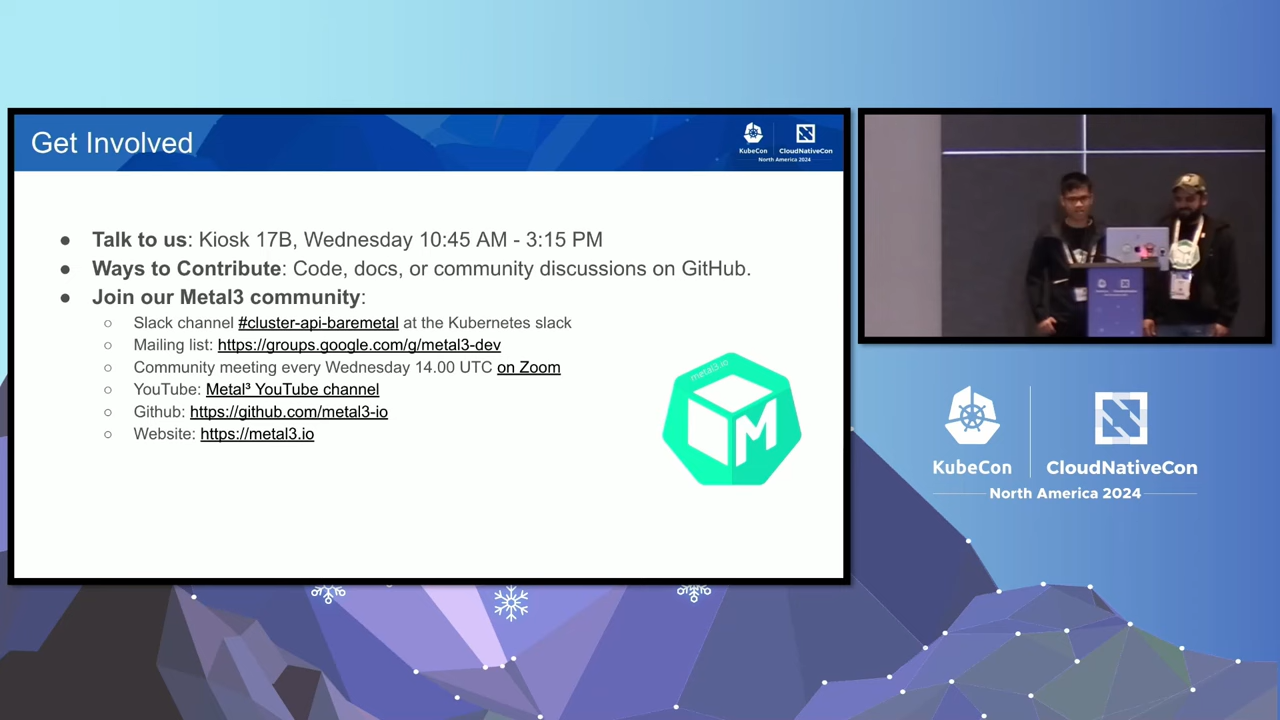 Get Involved
KubeCon
CloudNativeCon
North America 2024
● Talk to us: Kiosk 17B, Wednesday 10:45 AM - 3:15 PM
● Ways to Contribute: Code, docs, or community discussions on GitHub.
● Join our Metal3 community:
○ Slack channel #cluster-api-baremetal at the Kubernetes slack
○ Mailing list: https://groups.google.com/g/metal3-dev
○ Community meeting every Wednesday 14.00 UTC on Zoom
○ YouTube: Metal³ YouTube channel
○ Github: https://github.com/metal3-io
○ Website: https://metal3.io
metal3.io
M
KubeCon
CloudNativeCon
North America 2024